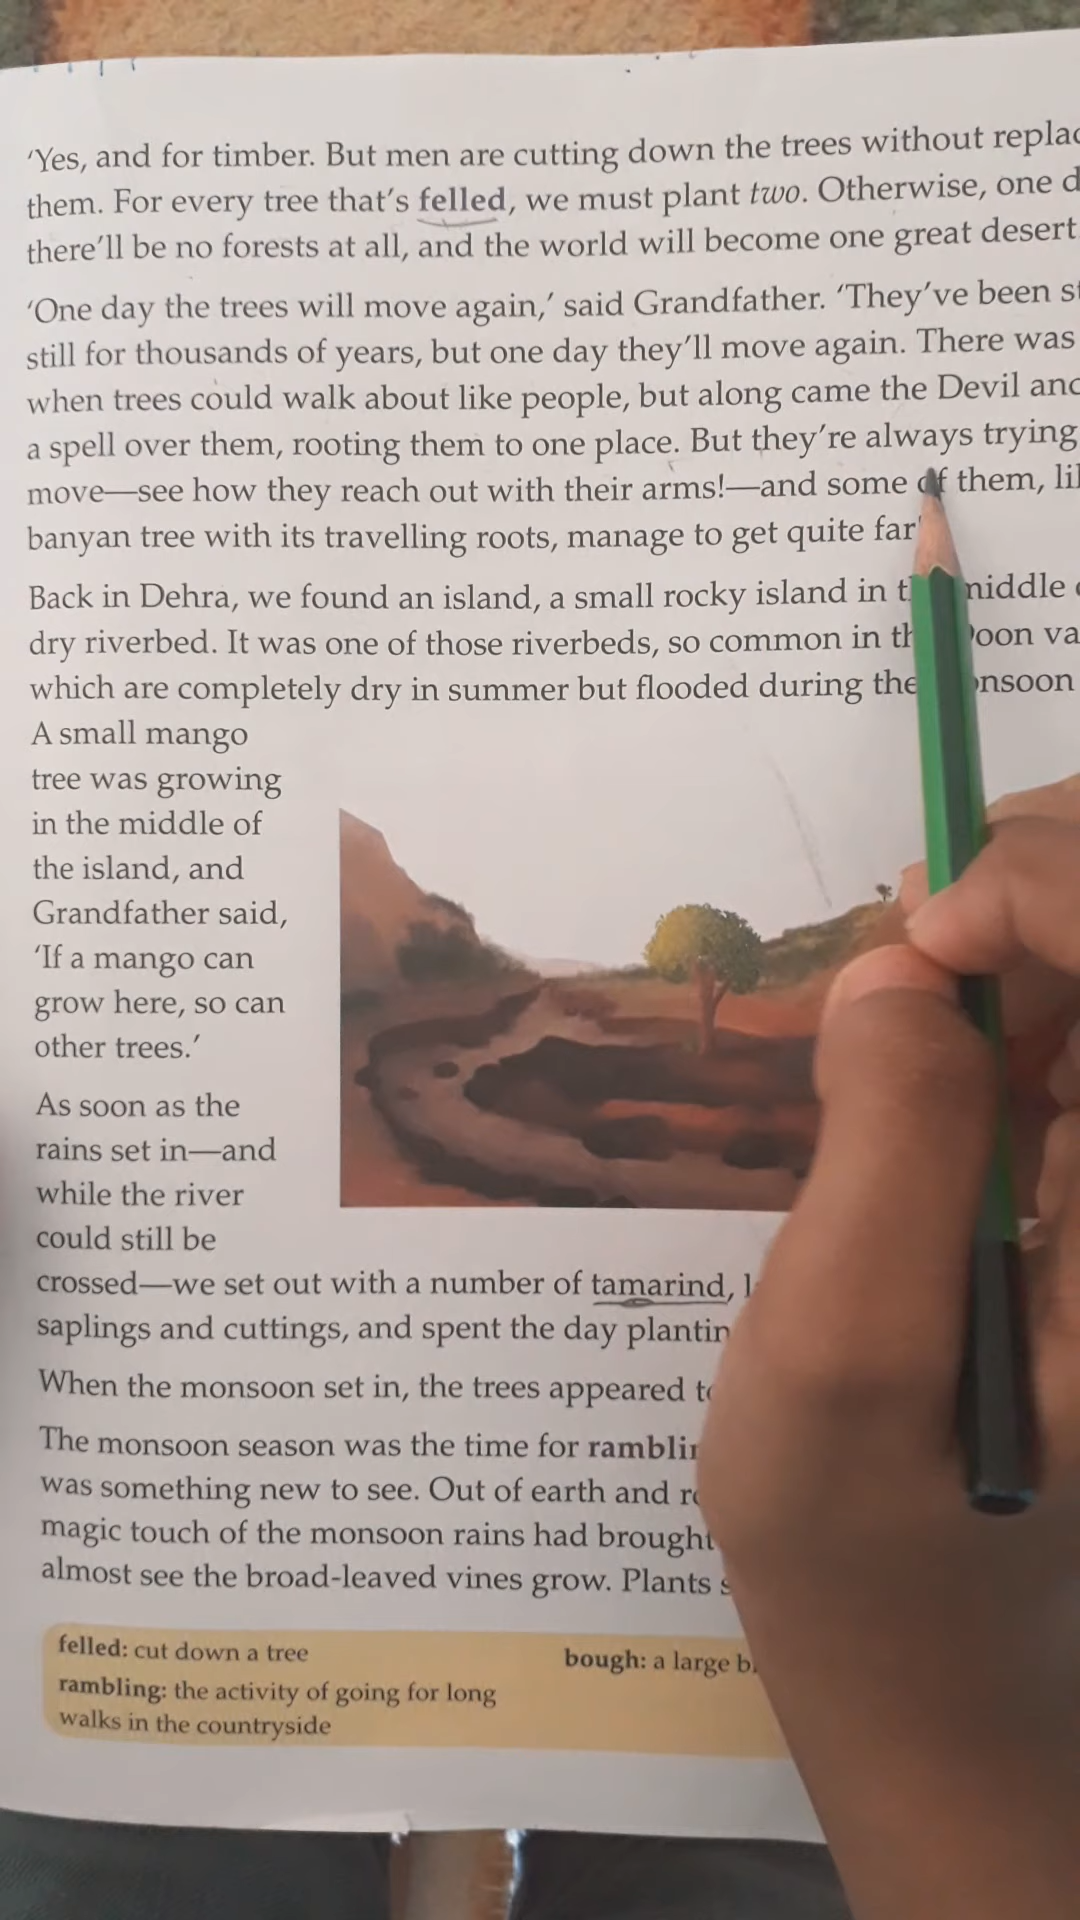 ‘Yes, and for timber. But men are cutting down the trees without
them. For every tree that’s felled, we must plant two. Otherwise, one
there’ll be no forests at all, and the world will become one great desert
‘One day the trees will move again,’ said Grandfather. ‘They’ve been
still for thousands of years, but one day they’ll move again. There was
when trees could walk about like people, but along came the Devil
a spell over them, rooting them to one place. But they’re always trying
move—see how they reach out with their arms!—and some of them,
banyan tree with its travelling roots, manage to get quite far
Back in Dehra, we found an island, a small rocky island in
dry riverbed. It was one of those riverbeds, so common in
which are completely dry in summer but flooded during the
A small mango
tree was growing
in the middle of
the island, and
Grandfather said,
‘If a mango can
grow here, so can
other trees.’
As soon as the
rains set in—and
while the river
could still be
crossed—we set out with a number of tamarind,
saplings and cuttings, and spent the day
When the monsoon set in, the trees appeared
The monsoon season was the time for
was something new to see. Out of earth and
magic touch of the monsoon rains had brought
almost see the broad-leaved vines grow. Plants
felled: cut down a tree
bough: a large
rambling: the activity of going for long
walks in the countryside